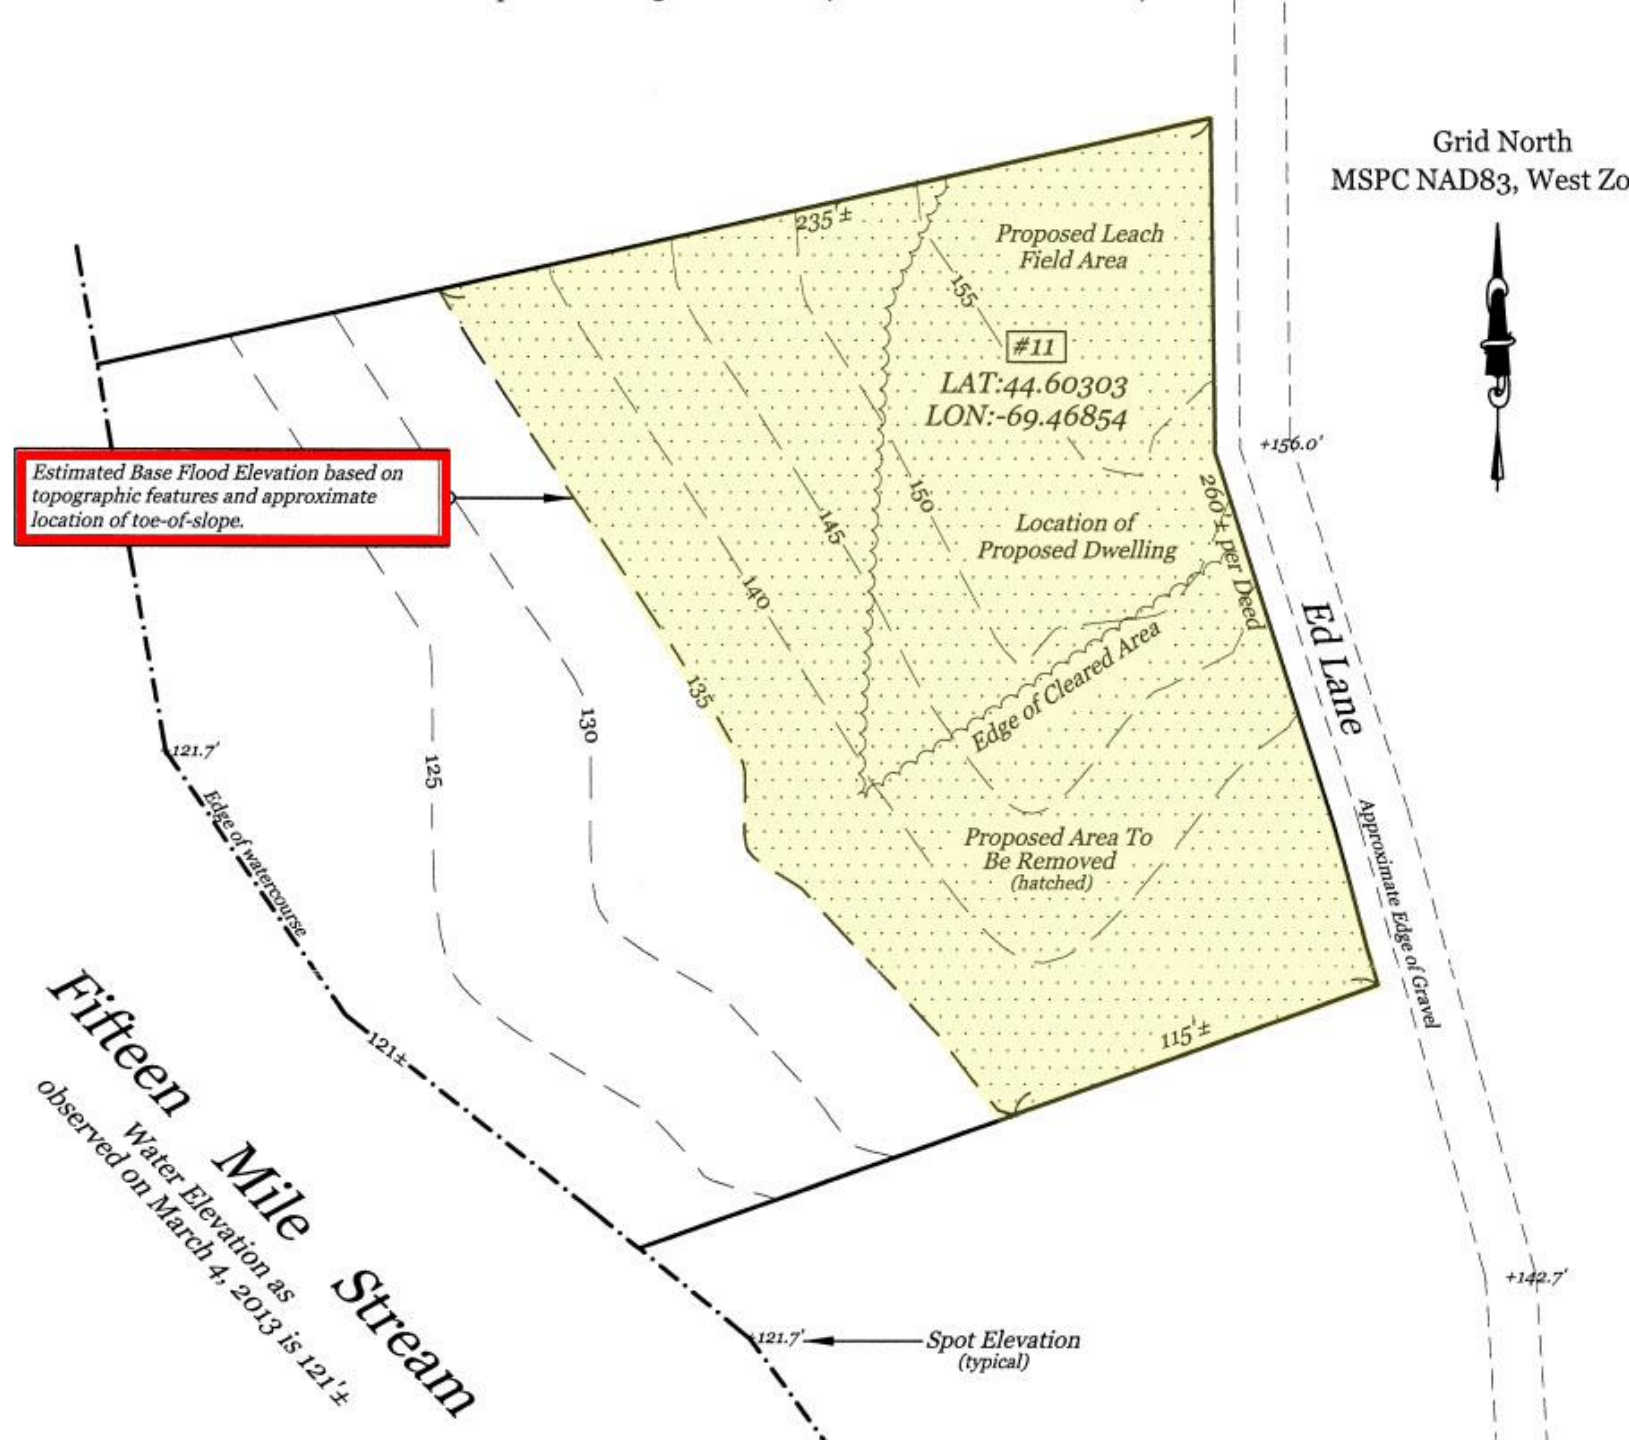 Grid North
MSPC NAD83, West Zo
235'±
Proposed Leach
Field Area
155
#11
LAT:44.60303
LON:-69.46854
+156.0'
Estimated Base Flood Elevation based on
topographic features and approximate
location of toe-of-slope.
150
145
140
135
130
125
260'± per Deed
Location of
Proposed Dwelling
Ed Lane
Edge of Cleared Area
+121.7'
Edge of watercourse
Proposed Area To
Be Removed
(hatched)
Approximate Edge of Gravel
115'±
121±
Fifteen Mile Stream
Water Elevation as
observed on March 4, 2013 is 121'±
+142.7'
+121.7'
Spot Elevation
(typical)